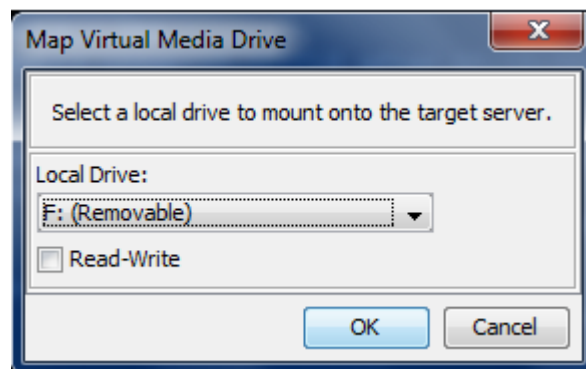 Map Virtual Media Drive
Select a local drive to mount onto the target server.
Local Drive:
F: (Removable)
Read-Write
OK
Cancel